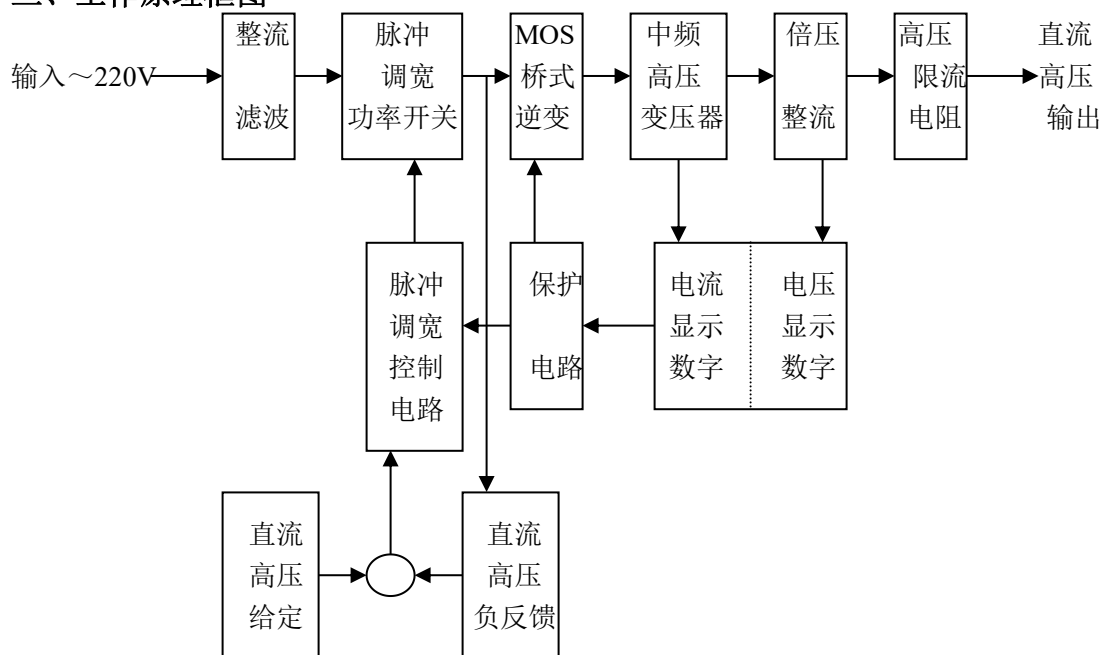 输入～220V
整流
滤波
脉冲
调宽
功率开关
MOS
桥式
逆变
中频
高压
变压器
倍压
整流
高压
限流
电阻
直流
高压
输出
脉冲
调宽
控制
电路
保护
电路
电流
显示
数字
电压
显示
数字
直流
高压
给定
直流
高压
负反馈